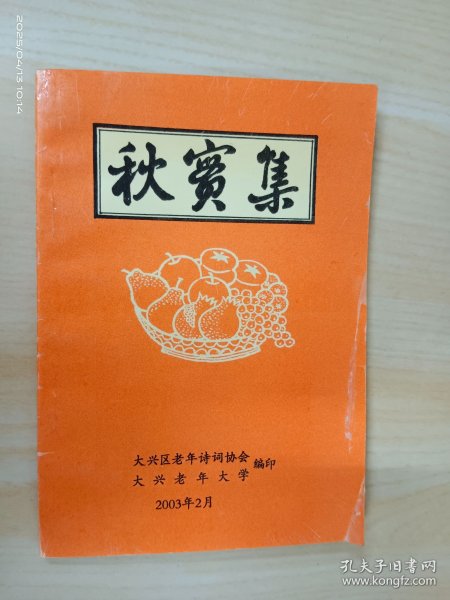 2025/04/13 10:14
秋實集
大兴区老年诗词协会
大兴老年大学
编印
2003年2月
孔夫子旧书网
www.kongfz.com